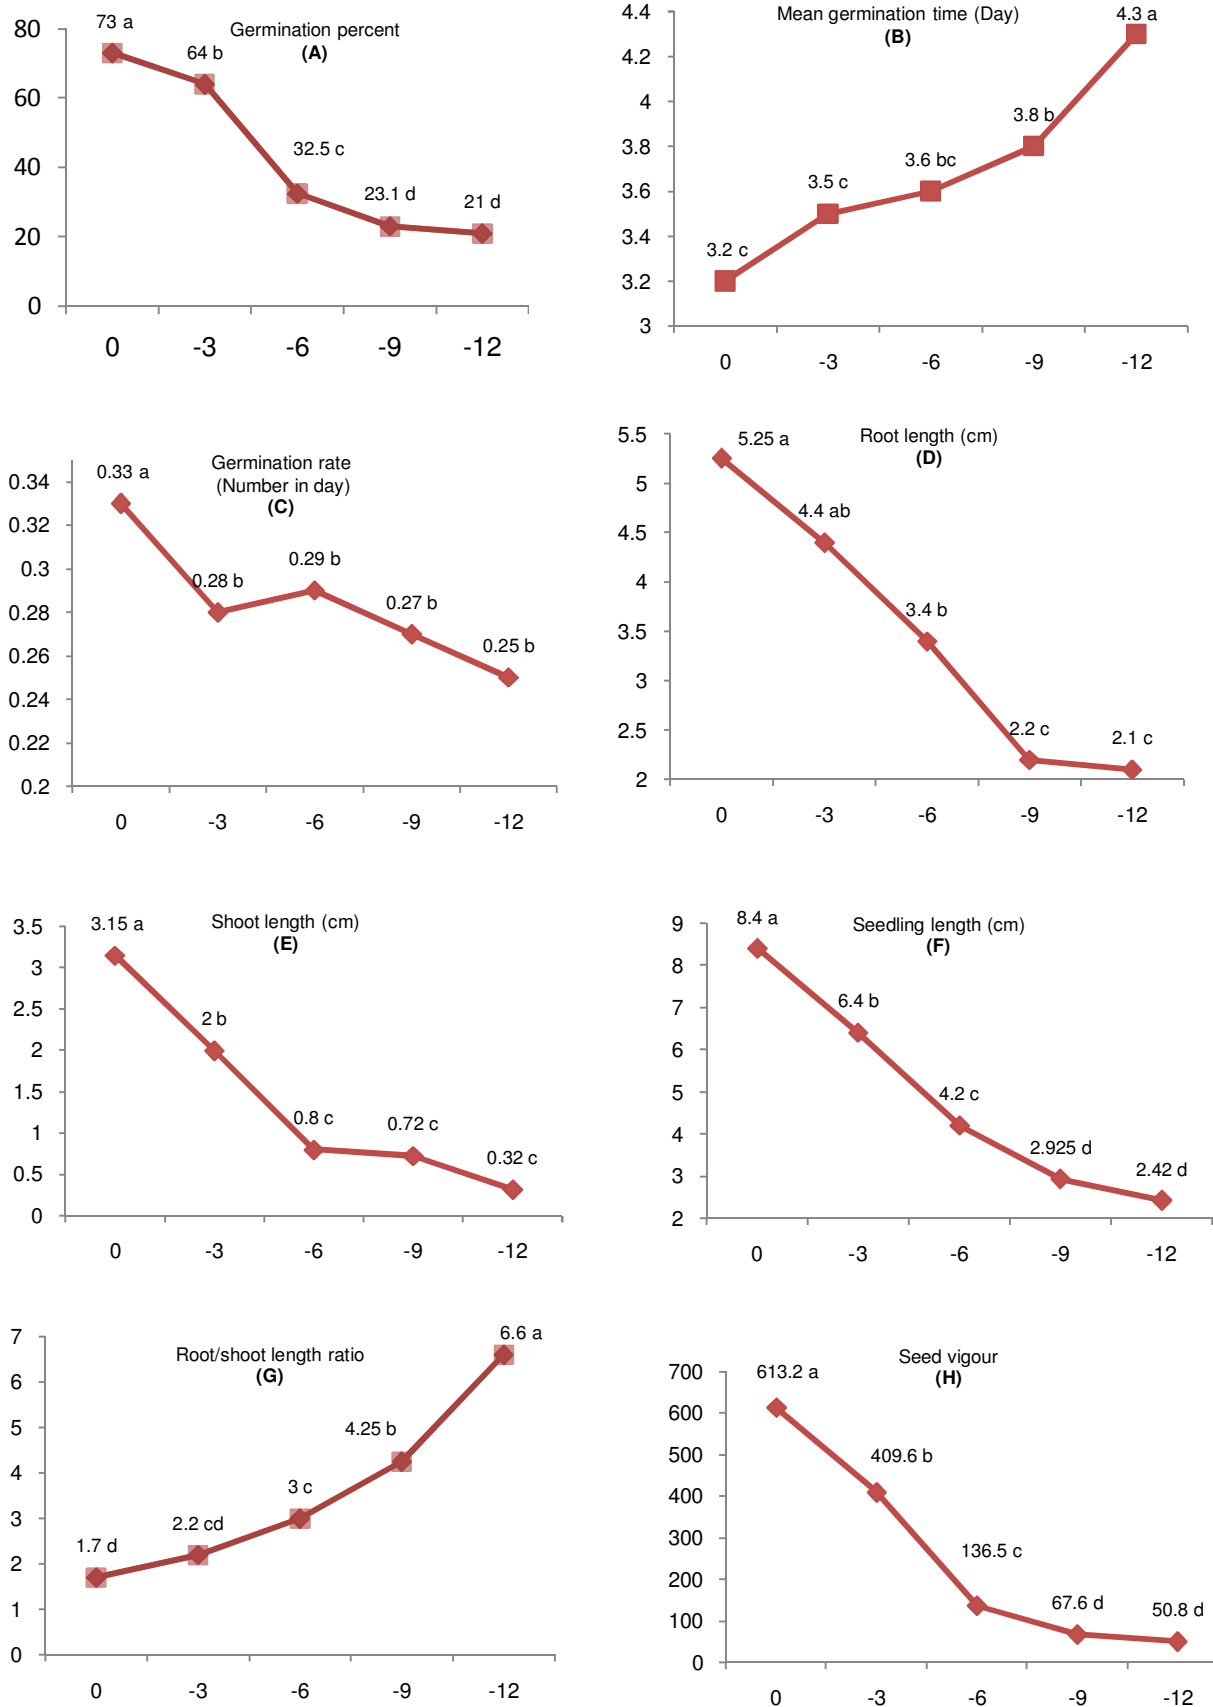 Germination percent
(A)
80
60
40
20
0
73 a
64 b
32.5 c
23.1 d
21 d
0 -3 -6 -9 -12
Mean germination time (Day)
(B)
4.4
4.2
4
3.8
3.6
3.4
3.2
3
3.2 c
3.5 c
3.6 bc
3.8 b
4.3 a
0 -3 -6 -9 -12
Germination rate
(Number in day)
(C)
0.34
0.32
0.3
0.28
0.26
0.24
0.22
0.2
0.33 a
0.28 b
0.29 b
0.27 b
0.25 b
0 -3 -6 -9 -12
Root length (cm)
(D)
5.5
5
4.5
4
3.5
3
2.5
2
5.25 a
4.4 ab
3.4 b
2.2 c
2.1 c
0 -3 -6 -9 -12
Shoot length (cm)
(E)
3.5
3
2.5
2
1.5
1
0.5
0
3.15 a
2 b
0.8 c
0.72 c
0.32 c
0 -3 -6 -9 -12
Seedling length (cm)
(F)
9
8
7
6
5
4
3
2
8.4 a
6.4 b
4.2 c
2.925 d
2.42 d
0 -3 -6 -9 -12
Root/shoot length ratio
(G)
7
6
5
4
3
2
1
0
1.7 d
2.2 cd
3 c
4.25 b
6.6 a
0 -3 -6 -9 -12
Seed vigour
(H)
700
600
500
400
300
200
100
0
613.2 a
409.6 b
136.5 c
67.6 d
50.8 d
0 -3 -6 -9 -12